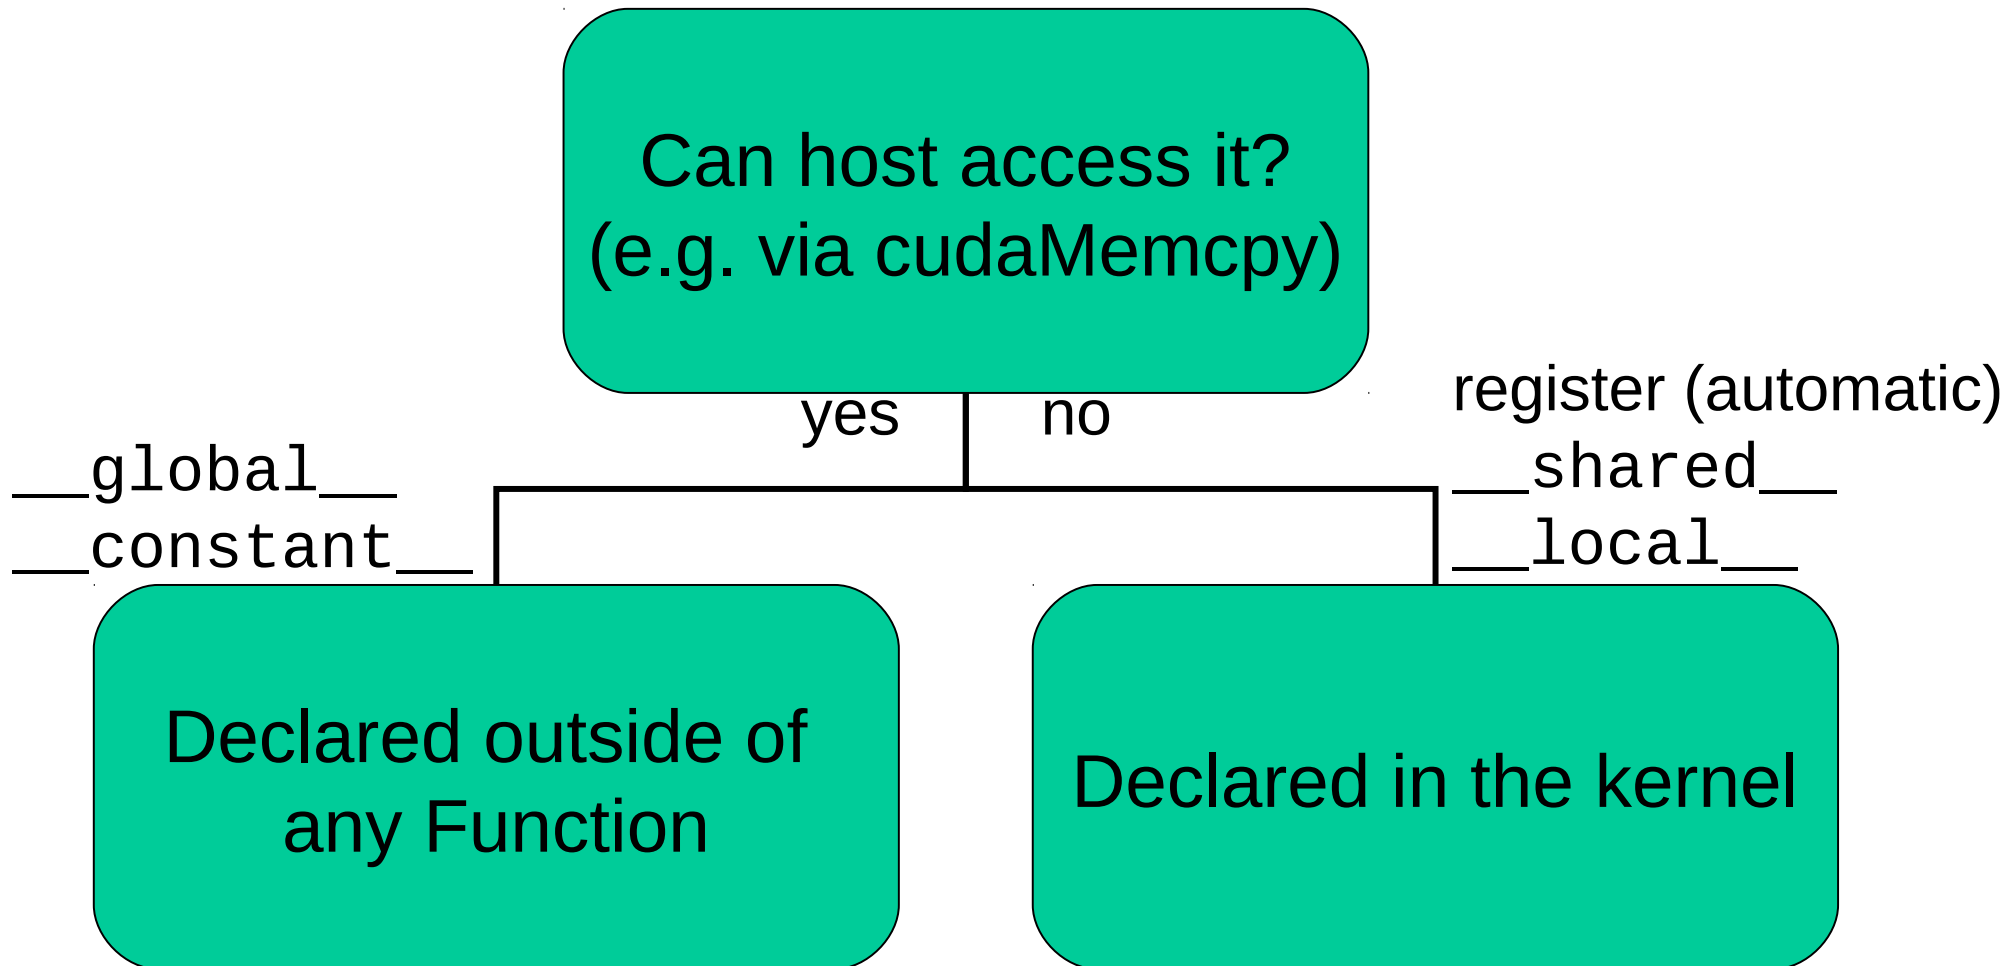 Can host access it?
(e.g. via cudaMemcpy)
yes
no
__global__
__constant__
register (automatic)
__shared__
__local__
Declared outside of
any Function
Declared in the kernel